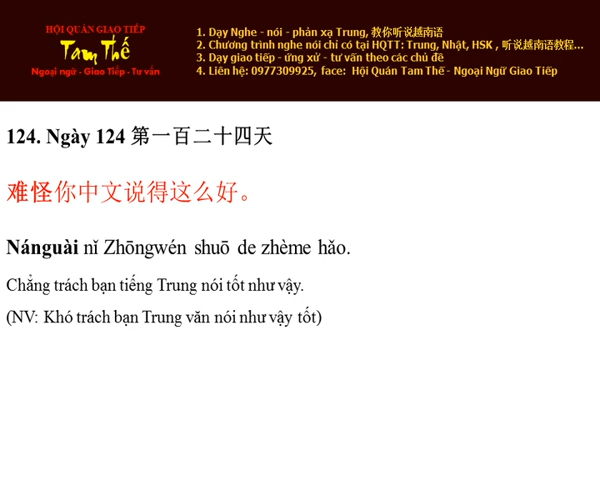 HỘI QUÁN GIAO TIẾP
Tam Thế
Ngoại ngữ - Giao Tiếp - Tư vấn
1. Dạy Nghe - nói - phản xạ Trung, 教你听说越南语
2. Chương trình nghe nói chỉ có tại HQTT: Trung, Nhật, HSK , 听说越南语教程...
3. Dạy giao tiếp - ứng xử - tư vấn theo các chủ đề
4. Liên hệ: 0977309925, face: Hội Quán Tam Thế - Ngoại Ngữ Giao Tiếp
124. Ngày 124 第一百二十四天
难怪你中文说得这么好。
Nánguài nǐ Zhōngwén shuō de zhème hǎo.
Chẳng trách bạn tiếng Trung nói tốt như vậy.
(NV: Khó trách bạn Trung văn nói như vậy tốt)